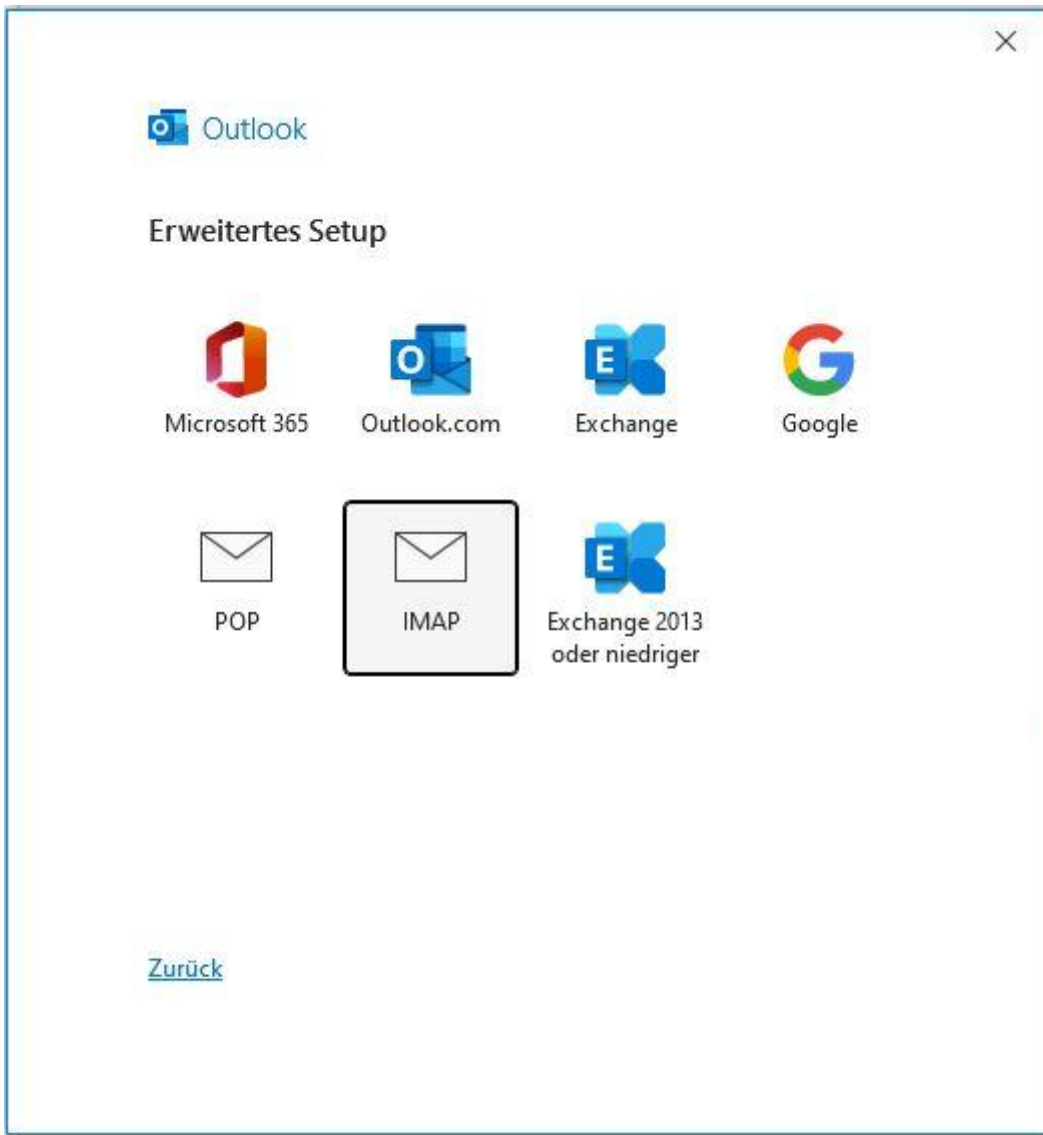 Outlook
Erweitertes Setup
Microsoft 365
Outlook.com
Exchange
Google
POP
IMAP
Exchange 2013
oder niedriger
Zurück